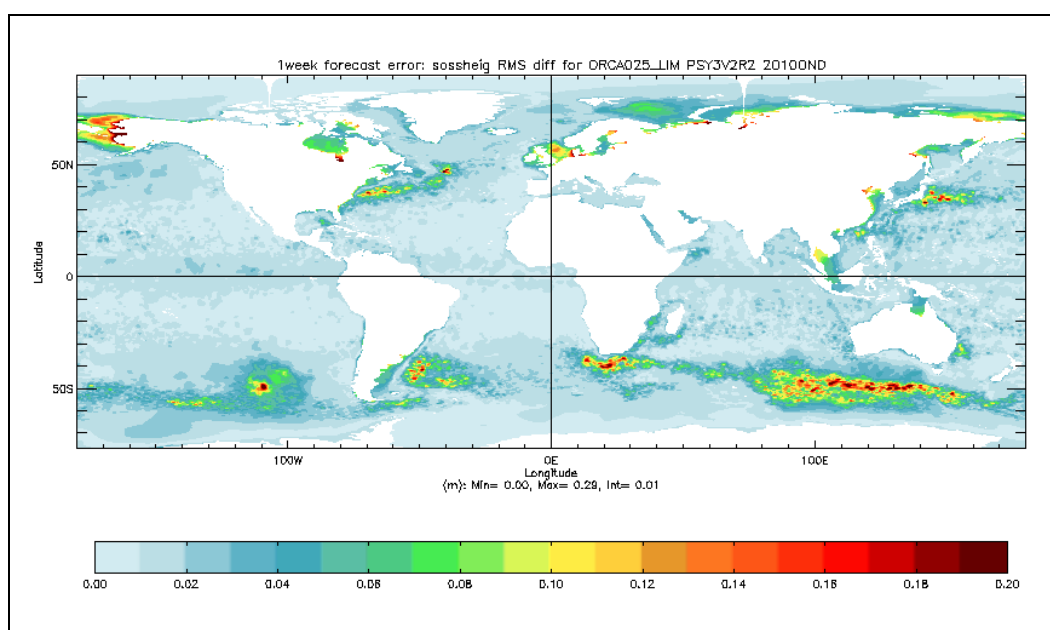 1week forecast error: sossheig RMS diff for ORCA025_LIM PSY3V2R2 2010OND
50N
0
50S
Latitude
100W
0E
100E
Longitude
(m): Min= 0.00, Max= 0.29, Int= 0.01
0.00
0.02
0.04
0.06
0.08
0.10
0.12
0.14
0.16
0.18
0.20